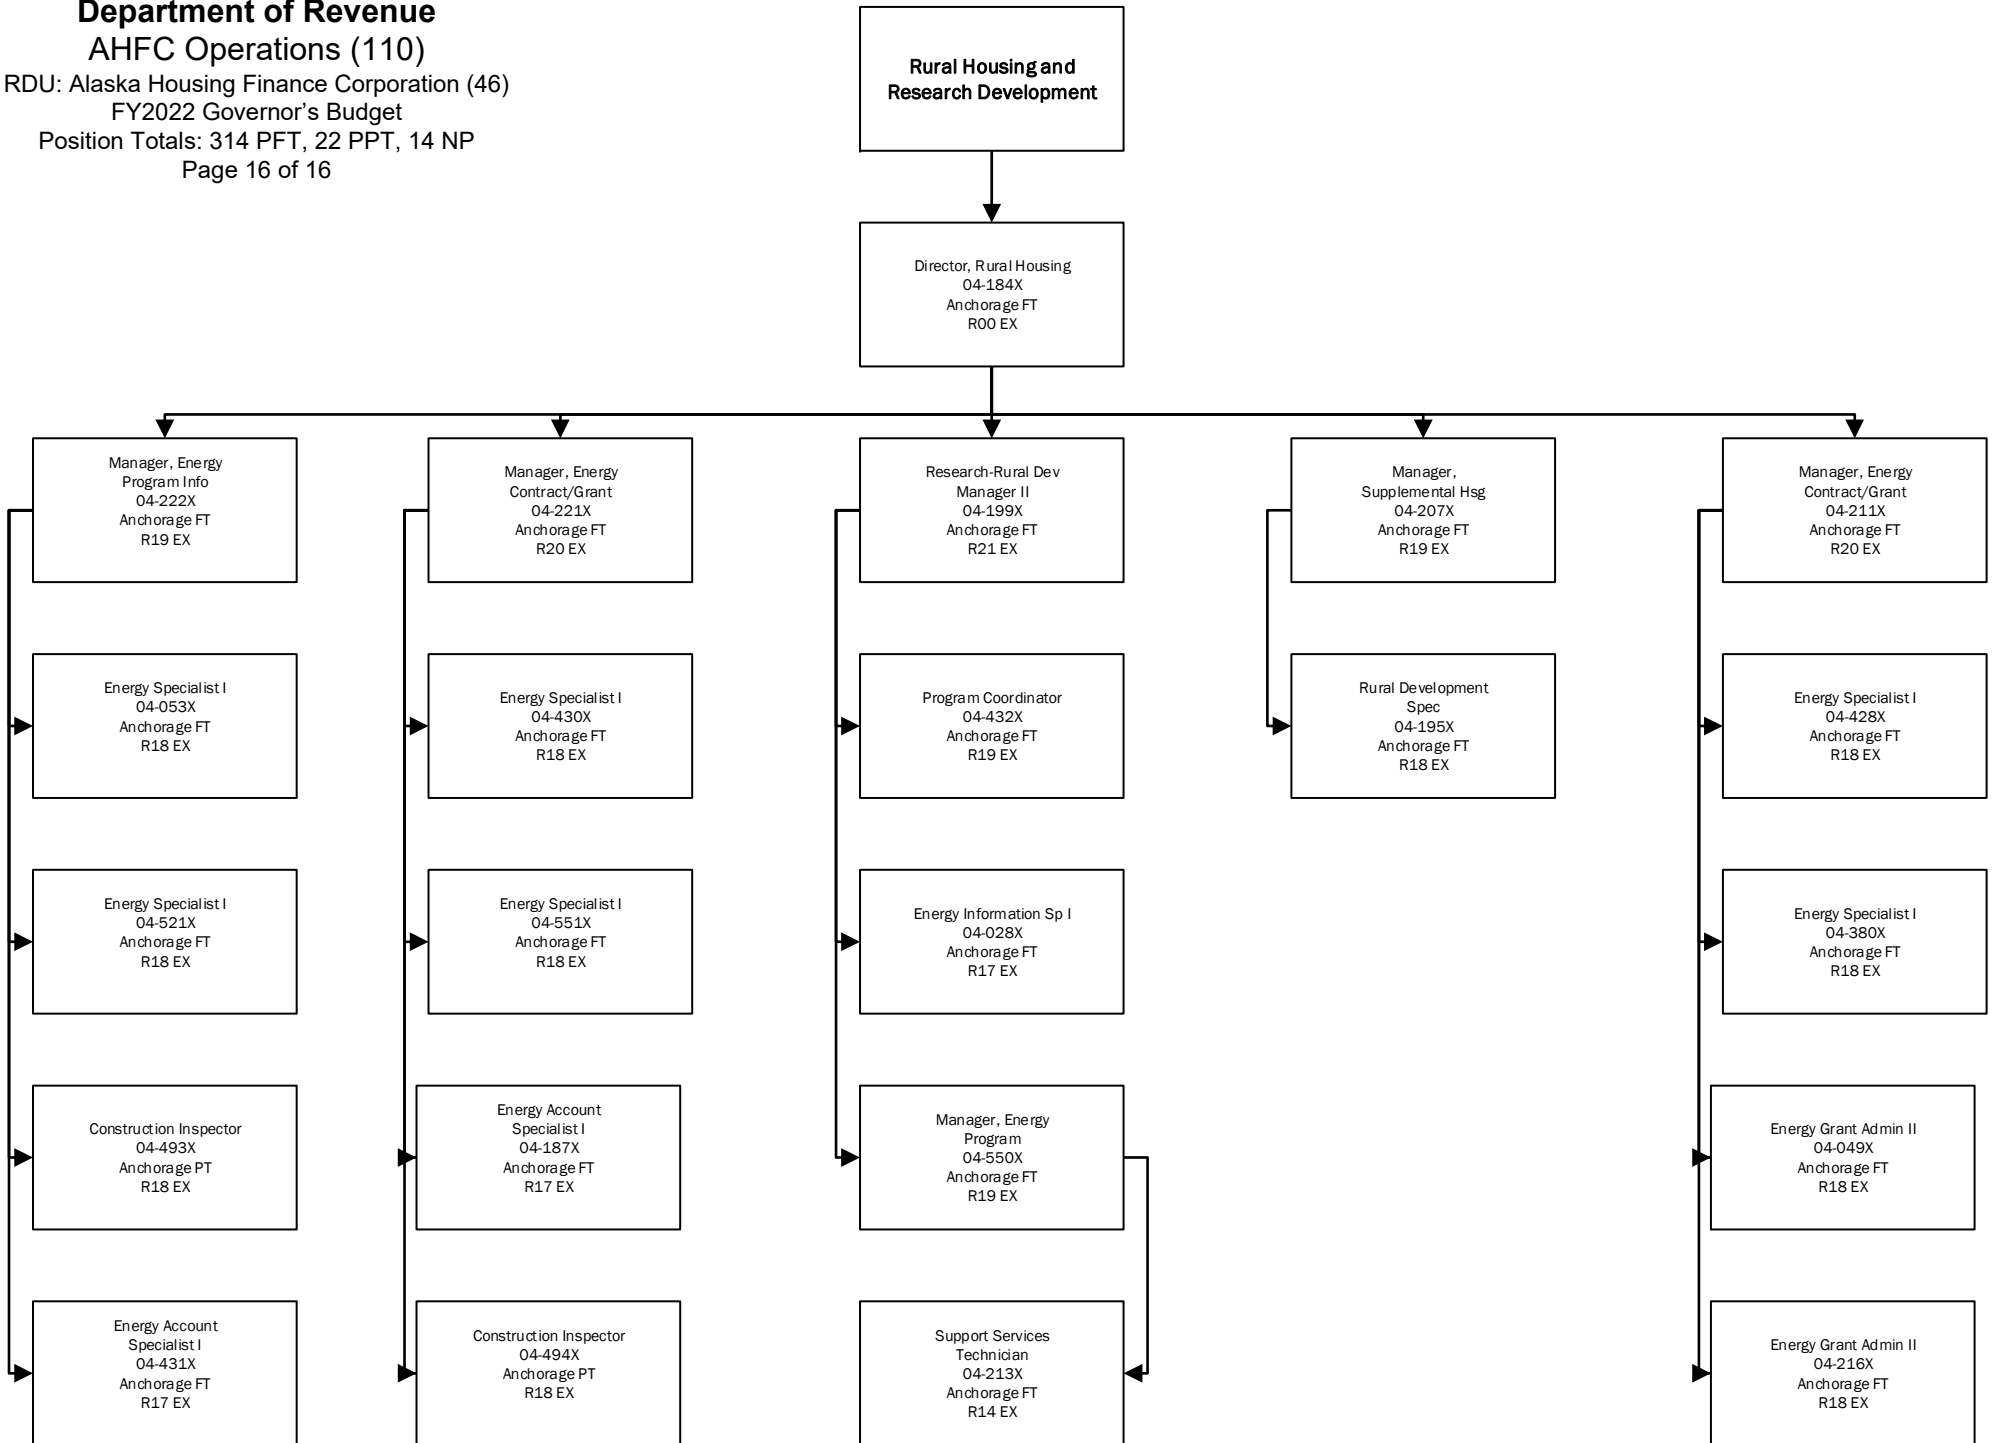 Department of Revenue
AHFC Operations (110)
RDU: Alaska Housing Finance Corporation (46)
FY2022 Governor's Budget
Position Totals: 314 PFT, 22 PPT, 14 NP
Page 16 of 16
Rural Housing and
Research Development
Director, Rural Housing
04-184X
Anchorage FT
R00 EX
Manager, Energy
Program Info
04-222X
Anchorage FT
R19 EX
Manager, Energy
Contract/Grant
04-221X
Anchorage FT
R20 EX
Research-Rural Dev
Manager II
04-199X
Anchorage FT
R21 EX
Manager,
Supplemental Hsg
04-207X
Anchorage FT
R19 EX
Manager, Energy
Contract/Grant
04-211X
Anchorage FT
R20 EX
Energy Specialist I
04-053X
Anchorage FT
R18 EX
Energy Specialist I
04-430X
Anchorage FT
R18 EX
Program Coordinator
04-432X
Anchorage FT
R19 EX
Rural Development
Spec
04-195X
Anchorage FT
R18 EX
Energy Specialist I
04-428X
Anchorage FT
R18 EX
Energy Specialist I
04-521X
Anchorage FT
R18 EX
Energy Specialist I
04-551X
Anchorage FT
R18 EX
Energy Information Sp I
04-028X
Anchorage FT
R17 EX
Energy Specialist I
04-380X
Anchorage FT
R18 EX
Construction Inspector
04-493X
Anchorage PT
R18 EX
Energy Account
Specialist I
04-187X
Anchorage FT
R17 EX
Manager, Energy
Program
04-550X
Anchorage FT
R19 EX
Energy Grant Admin II
04-049X
Anchorage FT
R18 EX
Energy Account
Specialist I
04-431X
Anchorage FT
R17 EX
Construction Inspector
04-494X
Anchorage PT
R18 EX
Support Services
Technician
04-213X
Anchorage FT
R14 EX
Energy Grant Admin II
04-216X
Anchorage FT
R18 EX